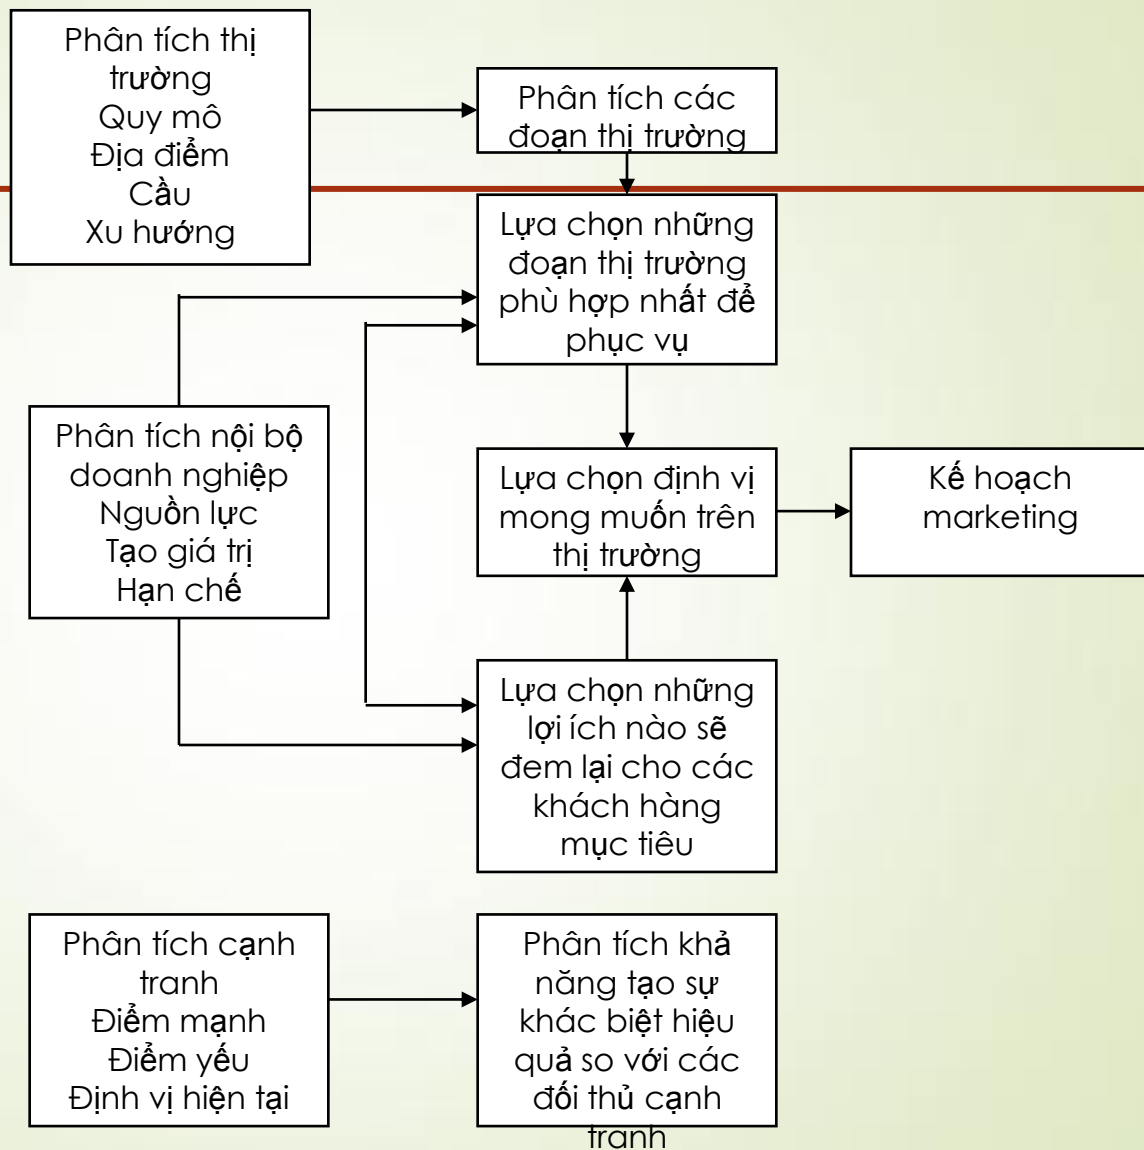 Phân tích thị
trường
Quy mô
Địa điểm
Cầu
Xu hướng
Phân tích các
đoạn thị trường
Lựa chọn những
đoạn thị trường
phù hợp nhất để
phục vụ
Phân tích nội bộ
doanh nghiệp
Nguồn lực
Tạo giá trị
Hạn chế
Lựa chọn định vị
mong muốn trên
thị trường
Kế hoạch
marketing
Lựa chọn những
lợi ích nào sẽ
đem lại cho các
khách hàng
mục tiêu
Phân tích cạnh
tranh
Điểm mạnh
Điểm yếu
Định vị hiện tại
Phân tích khả
năng tạo sự
khác biệt hiệu
quả so với các
đối thủ cạnh
tranh